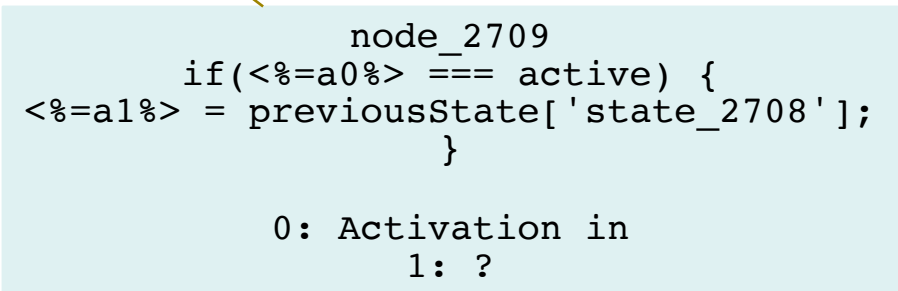 node_2709
if(<%=a0%> === active) {
<%=a1%> = previousState['state_2708'];
}
0: Activation in
1: ?